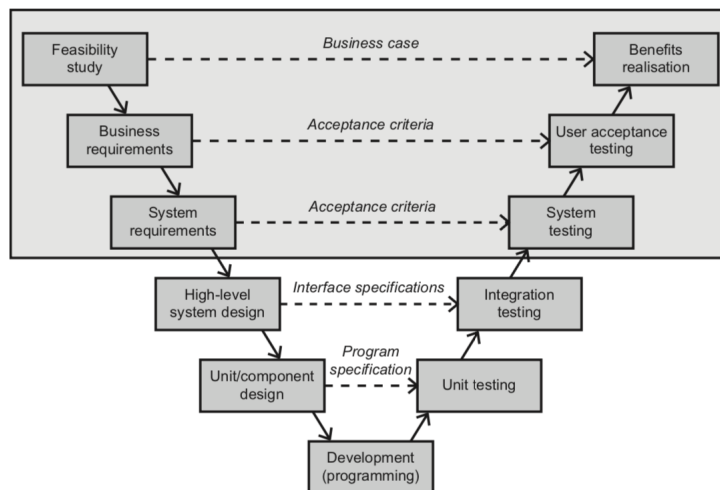 Feasibility
study
Business case
Benefits
realisation
Business
requirements
Acceptance criteria
User acceptance
testing
System
requirements
Acceptance criteria
System
testing
High-level
system design
Interface specifications
Integration
testing
Unit/component
design
Program
specification
Unit testing
Development
(programming)